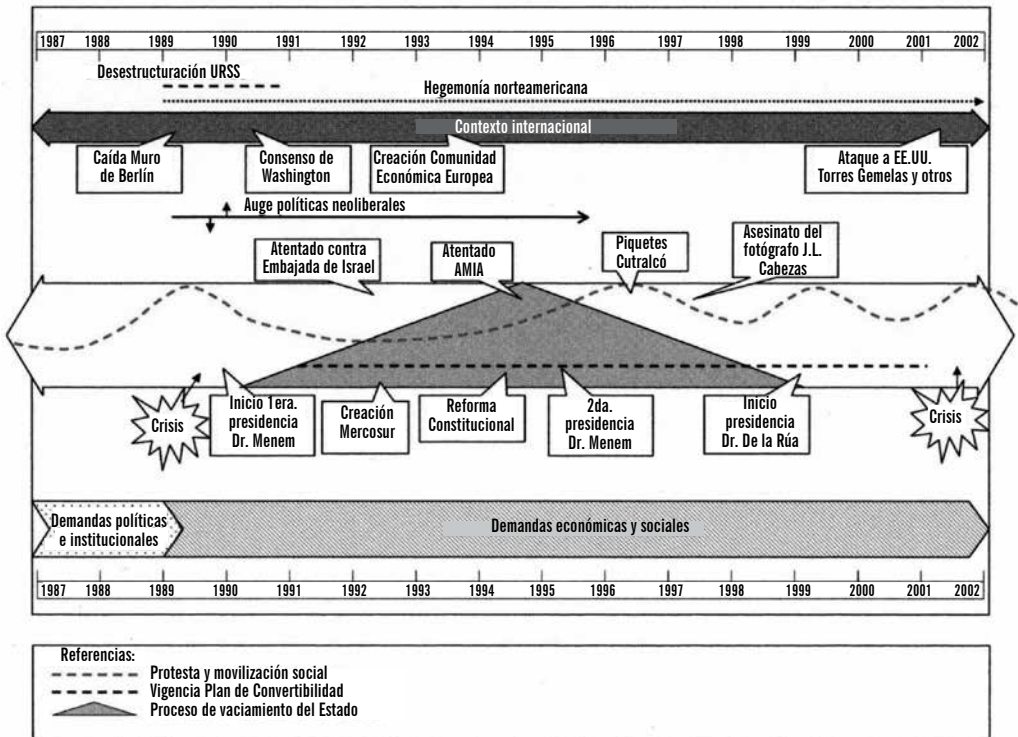 1987 1988 1989 1990 1991 1992 1993 1994 1995 1996 1997 1998 1999 2000 2001 2002
Desestructuración URSS
Hegemonía norteamericana
Contexto internacional
Caída Muro
de Berlín
Consenso de
Washington
Creación Comunidad
Económica Europea
Ataque a EE.UU.
Torres Gemelas y otros
Auge políticas neoliberales
Atentado contra
Embajada de Israel
Atentado
AMIA
Piquetes
Cutralcó
Asesinato del
fotógrafo J.L.
Cabezas
Crisis
Inicio 1era.
presidencia
Dr. Menem
Creación
Mercosur
Reforma
Constitucional
2da.
presidencia
Dr. Menem
Inicio
presidencia
Dr. De la Rúa
Crisis
Demandas políticas
e institucionales
Demandas económicas y sociales
1987 1988 1989 1990 1991 1992 1993 1994 1995 1996 1997 1998 1999 2000 2001 2002
Referencias:
Protesta y movilización social
Vigencia Plan de Convertibilidad
Proceso de vaciamiento del Estado